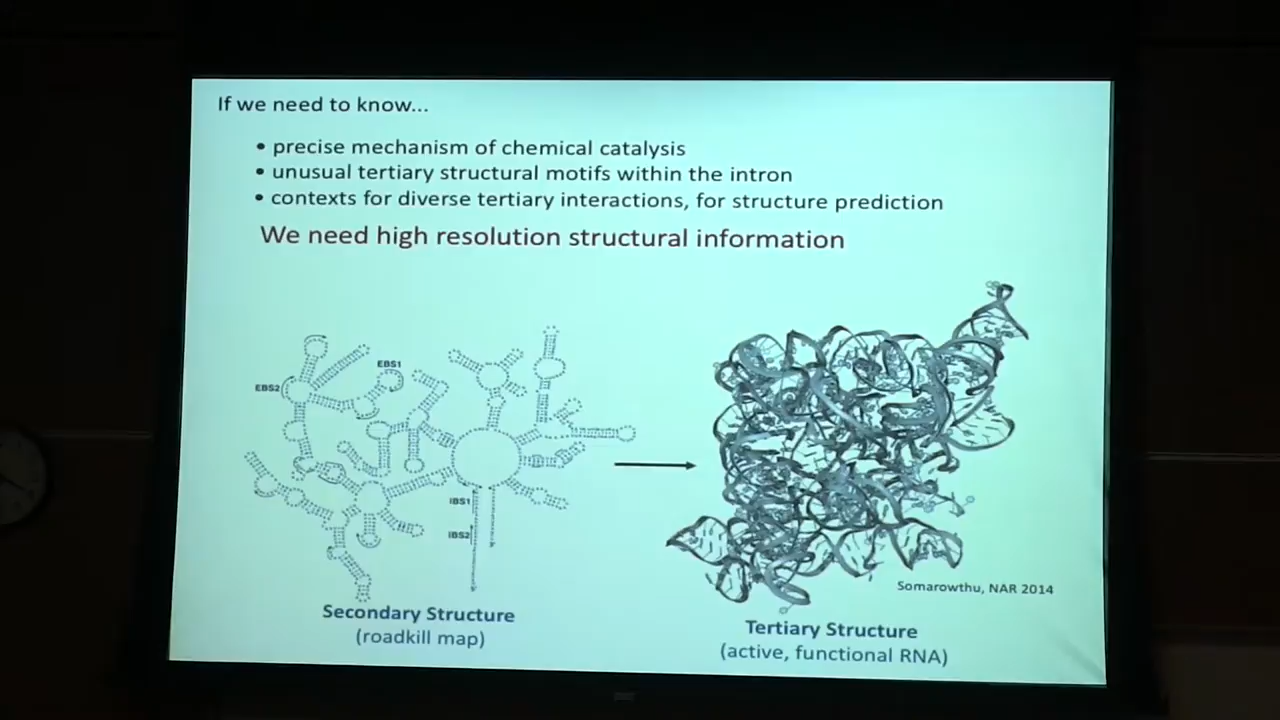 If we need to know...
• precise mechanism of chemical catalysis
• unusual tertiary structural motifs within the intron
• contexts for diverse tertiary interactions, for structure prediction
We need high resolution structural information
EBS1
EBS2
IBS1
IBS2
Somarowthu, NAR 2014
Secondary Structure
(roadkill map)
Tertiary Structure
(active, functional RNA)